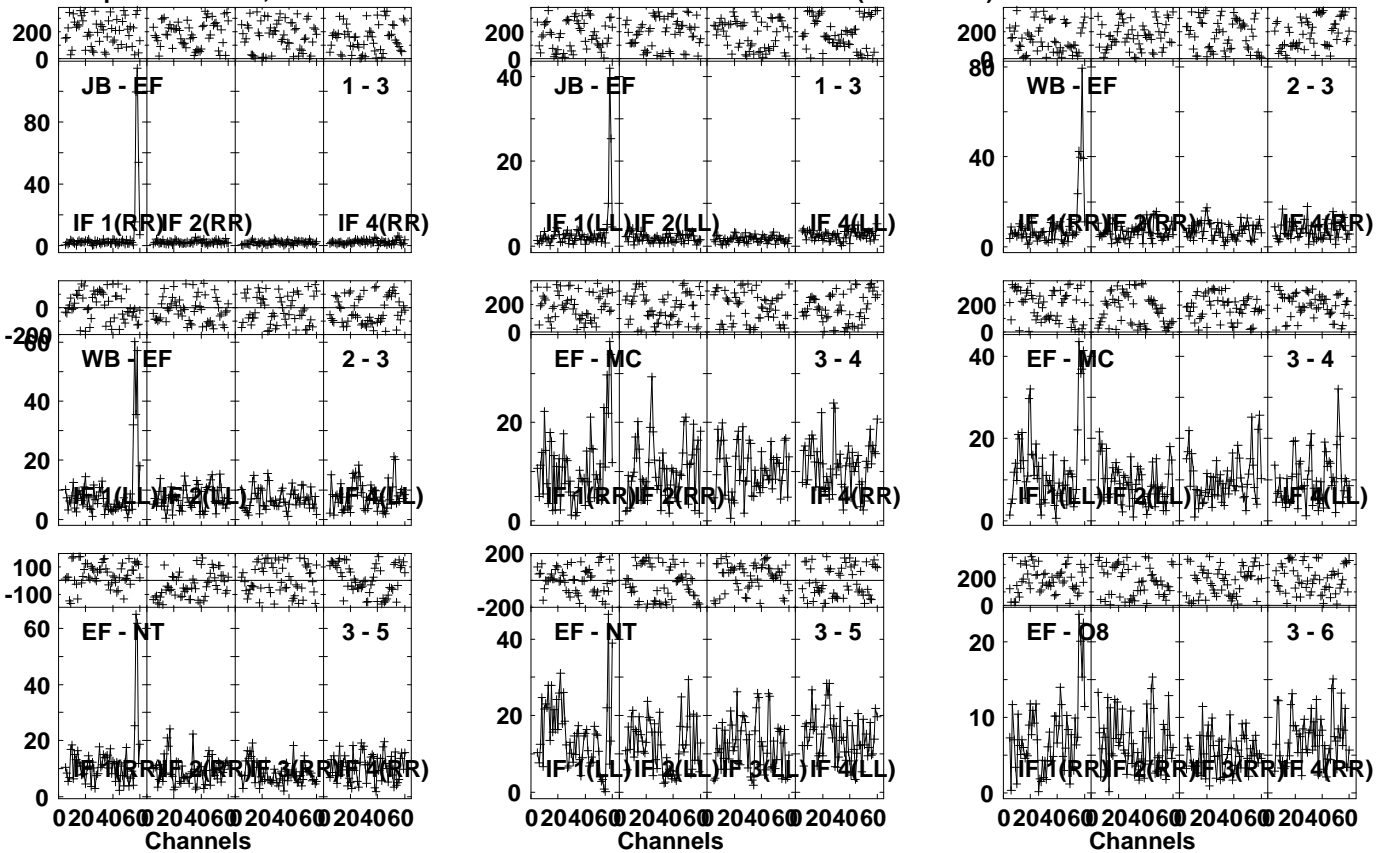 200
0
JB - EF
1 - 3
80
40
0
IF 1(RR)
IF 2(RR)
IF 4(RR)
200
0
40
JB - EF
1 - 3
20
0
IF 1(LL)
IF 2(LL)
IF 4(LL)
200
0
80
WB - EF
2 - 3
40
0
IF 1(RR)
IF 2(RR)
IF 4(RR)
0
-200
60
WB - EF
2 - 3
40
20
0
IF 1(LL)
IF 2(LL)
IF 4(LL)
200
0
EF - MC
3 - 4
20
0
IF 1(RR)
IF 2(RR)
IF 4(RR)
200
0
40
EF - MC
3 - 4
20
0
IF 1(LL)
IF 2(LL)
IF 4(LL)
100
-100
60
EF - NT
3 - 5
40
20
0
IF 1(RR)
IF 2(RR)
IF 3(RR)
IF 4(RR)
0 20 40 60 0 20 40 60 0 20 40 60 0 20 40 60
Channels
200
-200
40
EF - NT
3 - 5
20
0
IF 1(LL)
IF 2(LL)
IF 3(LL)
IF 4(LL)
0 20 40 60 0 20 40 60 0 20 40 60 0 20 40 60
Channels
200
0
20
EF - O8
3 - 6
10
0
IF 1(RR)
IF 2(RR)
IF 3(RR)
IF 4(RR)
0 20 40 60 0 20 40 60 0 20 40 60 0 20 40 60
Channels